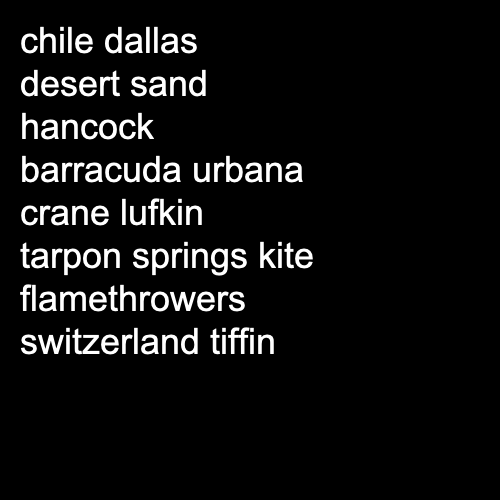 chile dallas
desert sand
hancock
barracuda urbana
crane lufkin
tarpon springs kite
flamethrowers
switzerland tiffin